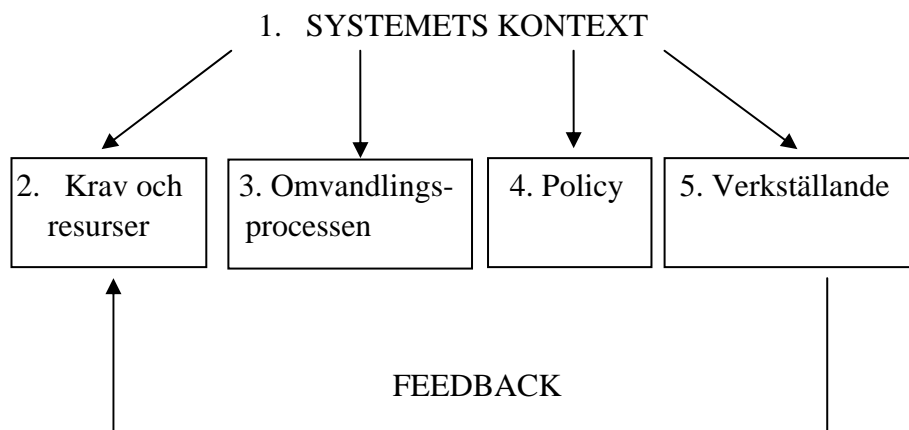 1. SYSTEMETS KONTEXT
2. Krav och
resurser
3. Omvandlings-
processen
4. Policy
5. Verkställande
FEEDBACK